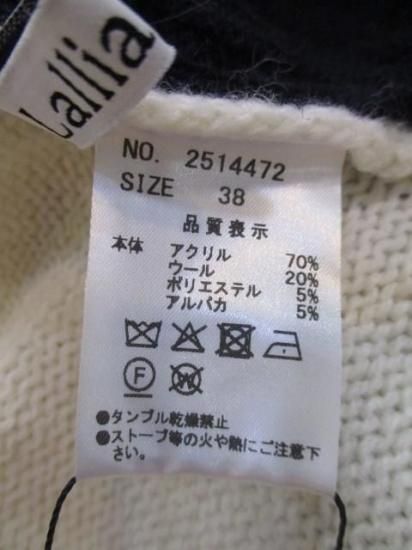 Lallia
NO. 2514472
SIZE 38
品質表示
本体 アクリル 70%
ウール 20%
ポリエステル 5%
アルパカ 5%
F W
●タンブル乾燥禁止
●ストーブ等の火や熱にご注意下
さい。